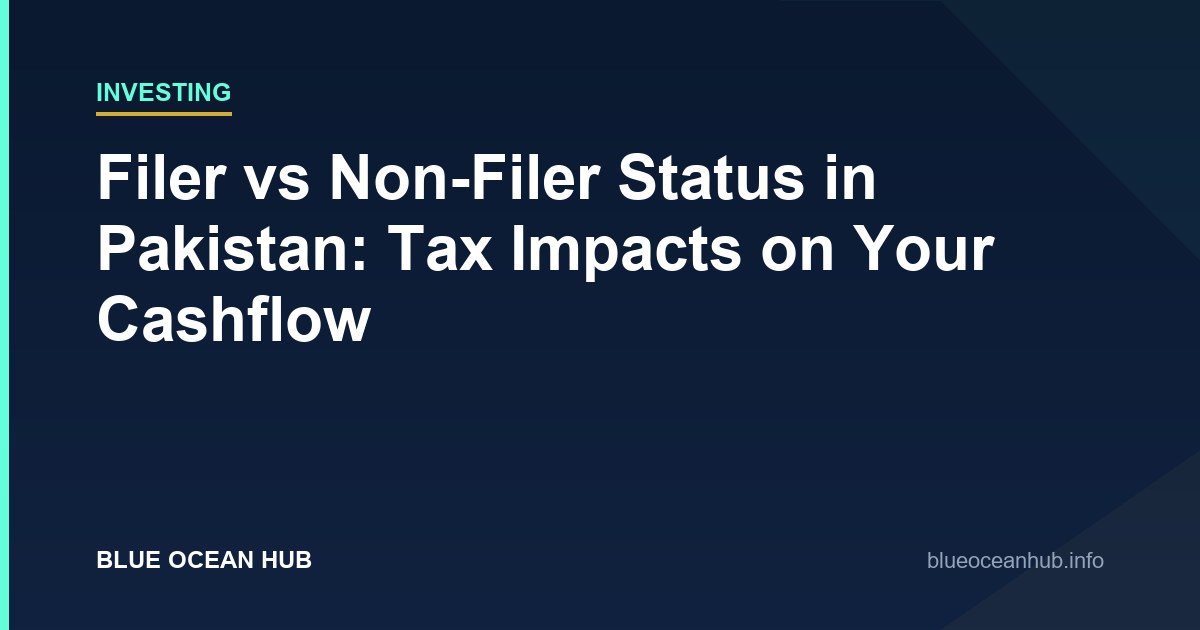 INVESTING
Filer vs Non-Filer Status in
Pakistan: Tax Impacts on Your
Cashflow
BLUE OCEAN HUB
blueoceanhub.info